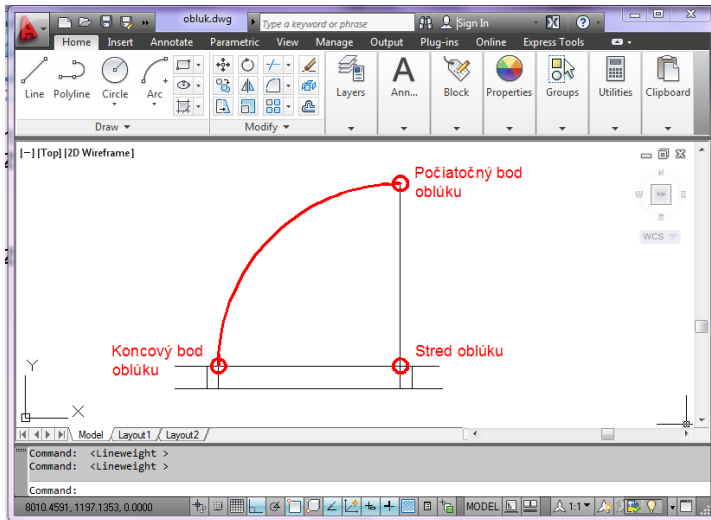 obluk.dwg
Type a keyword or phrase
Sign In
Home Insert Annotate Parametric View Manage Output Plug-ins Online Express Tools
Line Polyline Circle Arc Layers Ann... Block Properties Groups Utilities Clipboard
Draw Modify
[−] [Top] [2D Wireframe]
N
W TOP E
S
WCS
Počiatočný bod
oblúku
Koncový bod
oblúku
Stred oblúku
Y
X
Model Layout1 Layout2
Command: <Lineweight >
Command: <Lineweight >
Command:
8010.4591, 1197.1353, 0.0000 MODEL 1:1